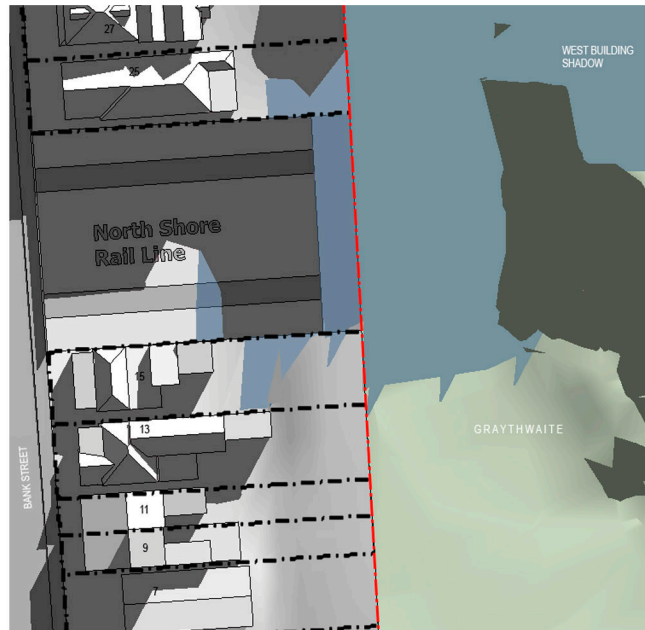 27
WEST BUILDING
SHADOW
25
North Shore
Rail Line
15
13
GRAYTHWAITE
BANK STREET
11
9
7